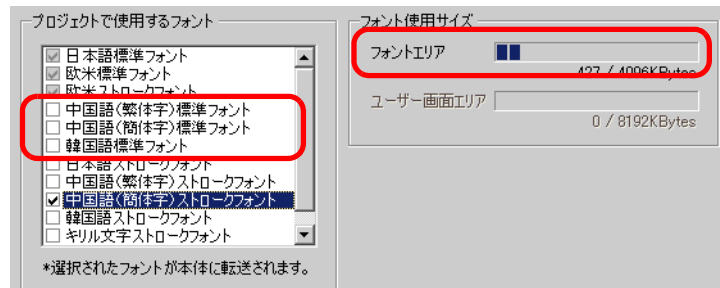 プロジェクトで使用するフォント
日本語標準フォント
欧米標準フォント
欧米ストロークフォント
中国語(繁体字)標準フォント
中国語(簡体字)標準フォント
韓国語標準フォント
日本語ストロークフォント
中国語(繁体字)ストロークフォント
中国語(簡体字)ストロークフォント
韓国語ストロークフォント
キリル文字ストロークフォント
*選択されたフォントが本体に転送されます。
フォント使用サイズ
フォントエリア
427 / 4096KBytes
ユーザー画面エリア
0 / 8192KBytes